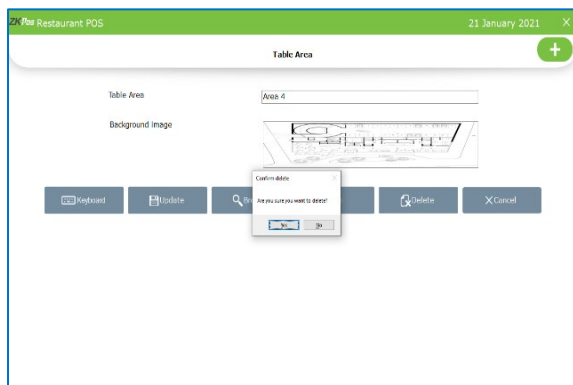 ZKPos Restaurant POS
21 January 2021
X
Table Area
+
Table Area
Area 4
Background Image
Confirm delete
Are you sure you want to delete?
Yes
No
Keyboard
Update
Delete
Cancel